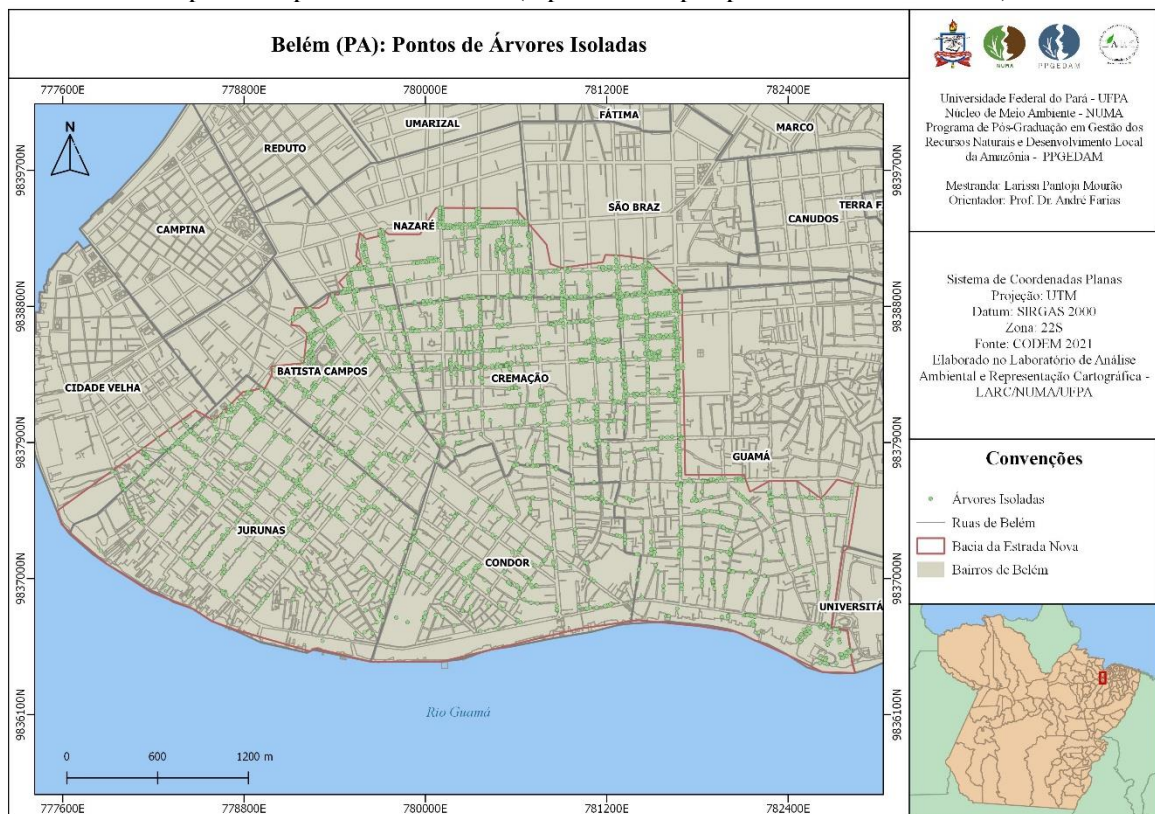 Belém (PA): Pontos de Árvores Isoladas
NUMA
PPGEDAM
Universidade Federal do Pará - UFPA
Núcleo de Meio Ambiente - NUMA
Programa de Pós-Graduação em Gestão dos
Recursos Naturais e Desenvolvimento Local
da Amazônia - PPGEDAM
Mestranda: Larissa Pantoja Mourão
Orientador: Prof. Dr. André Farias
Sistema de Coordenadas Planas
Projeção: UTM
Datum: SIRGAS 2000
Zona: 22S
Fonte: CODEM 2021
Elaborado no Laboratório de Análise
Ambiental e Representação Cartográfica -
LARC/NUMA/UFPA
Convenções
Árvores Isoladas
Ruas de Belém
Bacia da Estrada Nova
Bairros de Belém
777600E 778800E 780000E 781200E 782400E
N
9839700N
9838800N
9837900N
9837000N
9836100N
UMARIZAL
FÁTIMA
MARCO
REDUTO
SÃO BRAZ
TERRA F
CANUDOS
NAZARÉ
CAMPINA
BATISTA CAMPOS
CREMAÇÃO
CIDADE VELHA
GUAMÁ
JURUNAS
CONDOR
UNIVERSITÁ
Rio Guamá
0 600 1200 m
9839700N
9838800N
9837900N
9837000N
9836100N
777600E 778800E 780000E 781200E 782400E